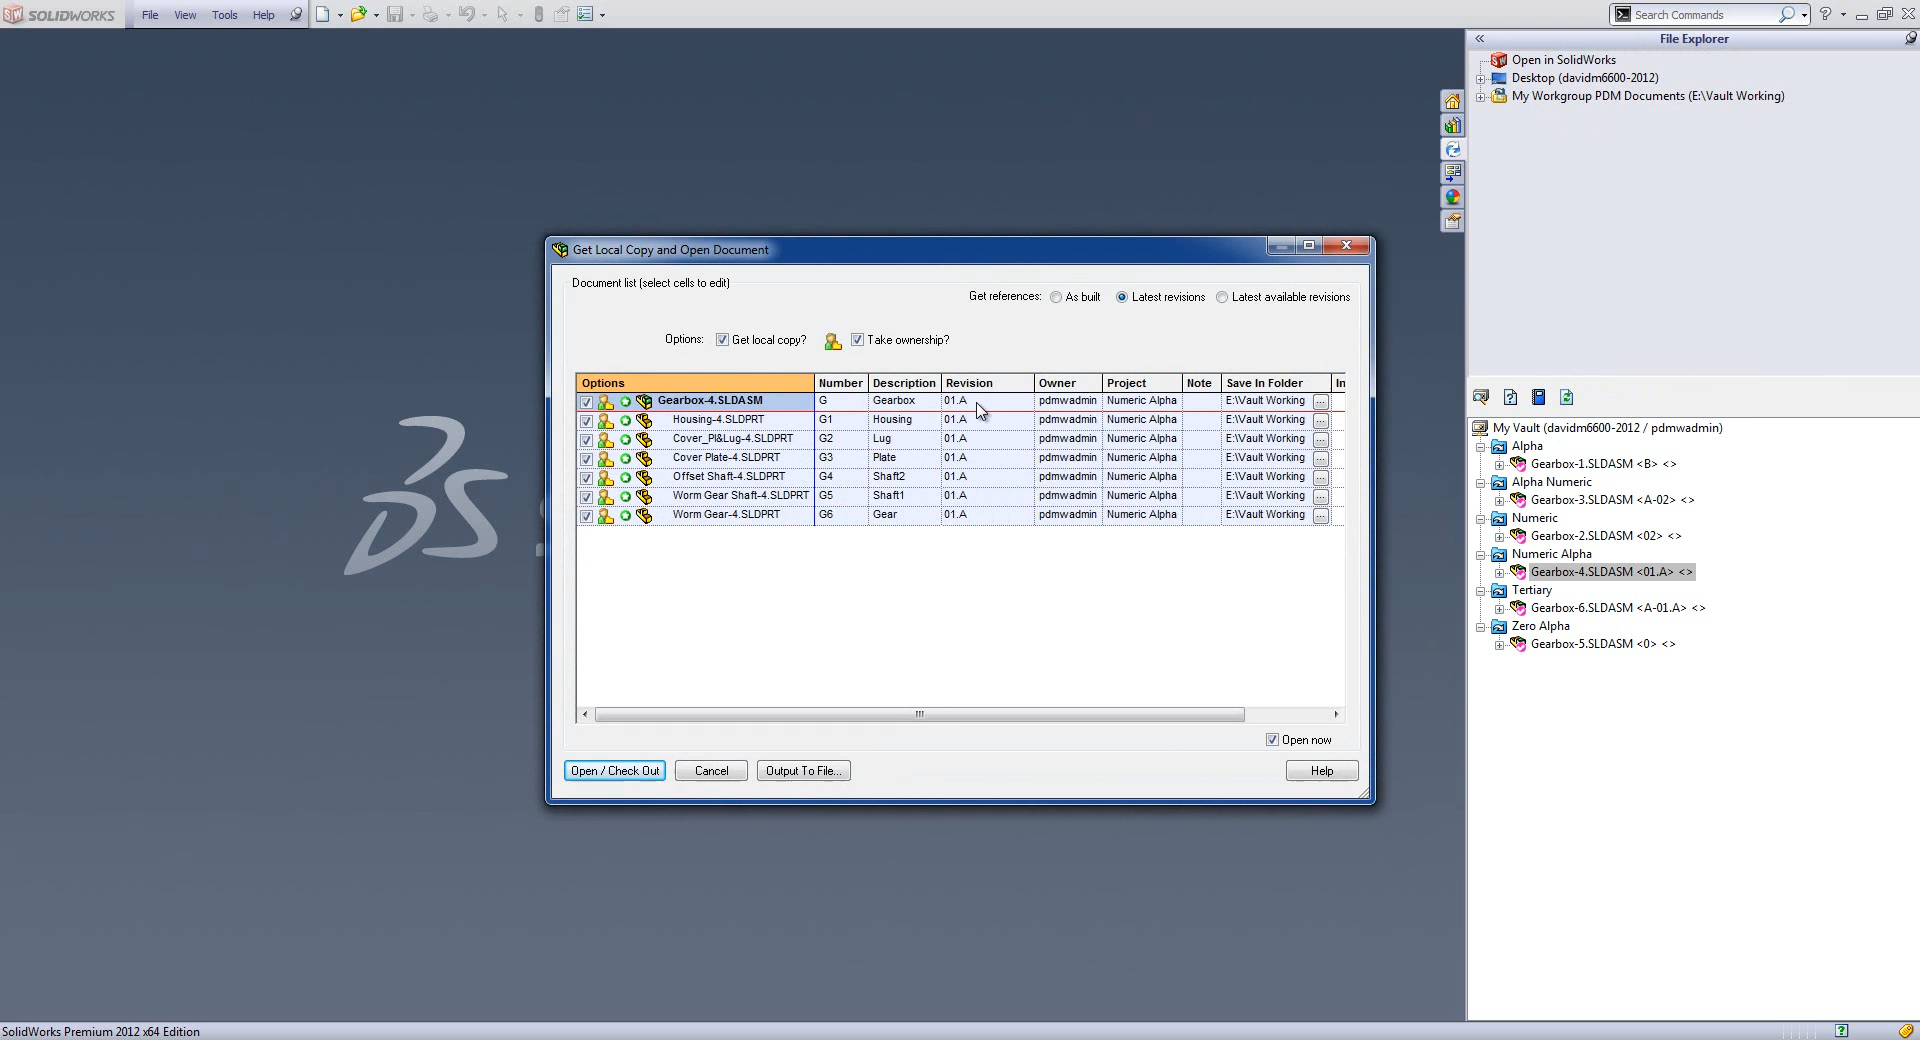 SOLIDWORKS File View Tools Help Search Commands
File Explorer
Open in SolidWorks
Desktop (davidm6600-2012)
My Workgroup PDM Documents (E:\Vault Working)
Get Local Copy and Open Document
Document list (select cells to edit)
Get references: As built Latest revisions Latest available revisions
Options: Get local copy? Take ownership?
Options Number Description Revision Owner Project Note Save In Folder In
Gearbox-4.SLDASM G Gearbox 01.A pdmwadmin Numeric Alpha E:\Vault Working ...
Housing-4.SLDPRT G1 Housing 01.A pdmwadmin Numeric Alpha E:\Vault Working ...
Cover_Pl&Lug-4.SLDPRT G2 Lug 01.A pdmwadmin Numeric Alpha E:\Vault Working ...
Cover Plate-4.SLDPRT G3 Plate 01.A pdmwadmin Numeric Alpha E:\Vault Working ...
Offset Shaft-4.SLDPRT G4 Shaft2 01.A pdmwadmin Numeric Alpha E:\Vault Working ...
Worm Gear Shaft-4.SLDPRT G5 Shaft1 01.A pdmwadmin Numeric Alpha E:\Vault Working ...
Worm Gear-4.SLDPRT G6 Gear 01.A pdmwadmin Numeric Alpha E:\Vault Working ...
Open now
Open / Check Out Cancel Output To File... Help
My Vault (davidm6600-2012 / pdmwadmin)
Alpha
Gearbox-1.SLDASM <B> <>
Alpha Numeric
Gearbox-3.SLDASM <A-02> <>
Numeric
Gearbox-2.SLDASM <02> <>
Numeric Alpha
Gearbox-4.SLDASM <01.A> <>
Tertiary
Gearbox-6.SLDASM <A-01.A> <>
Zero Alpha
Gearbox-5.SLDASM <0> <>
SolidWorks Premium 2012 x64 Edition